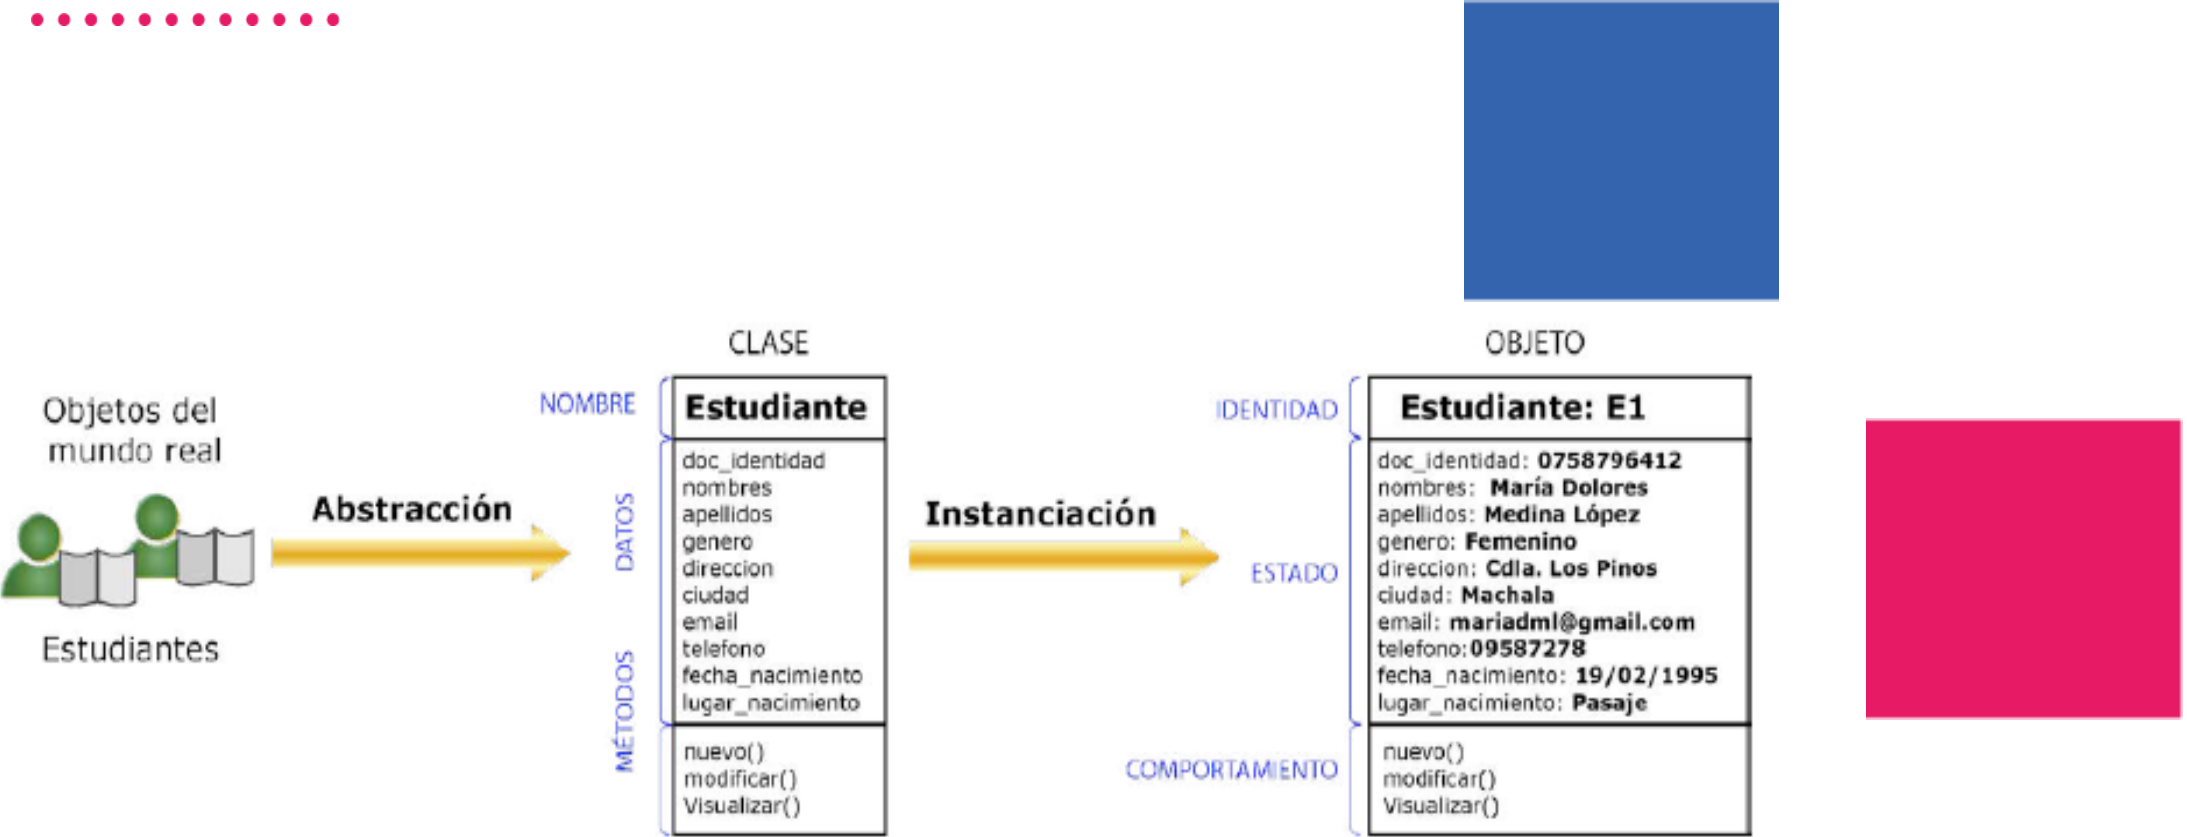 Objetos del
mundo real
Estudiantes
Abstracción
CLASE
NOMBRE
Estudiante
DATOS
doc_identidad
nombres
apellidos
genero
direccion
ciudad
email
telefono
fecha_nacimiento
lugar_nacimiento
MÉTODOS
nuevo()
modificar()
Visualizar()
Instanciación
OBJETO
IDENTIDAD
Estudiante: E1
ESTADO
doc_identidad: 0758796412
nombres: María Dolores
apellidos: Medina López
genero: Femenino
direccion: Cdla. Los Pinos
ciudad: Machala
email: mariadml@gmail.com
telefono:09587278
fecha_nacimiento: 19/02/1995
lugar_nacimiento: Pasaje
COMPORTAMIENTO
nuevo()
modificar()
Visualizar()